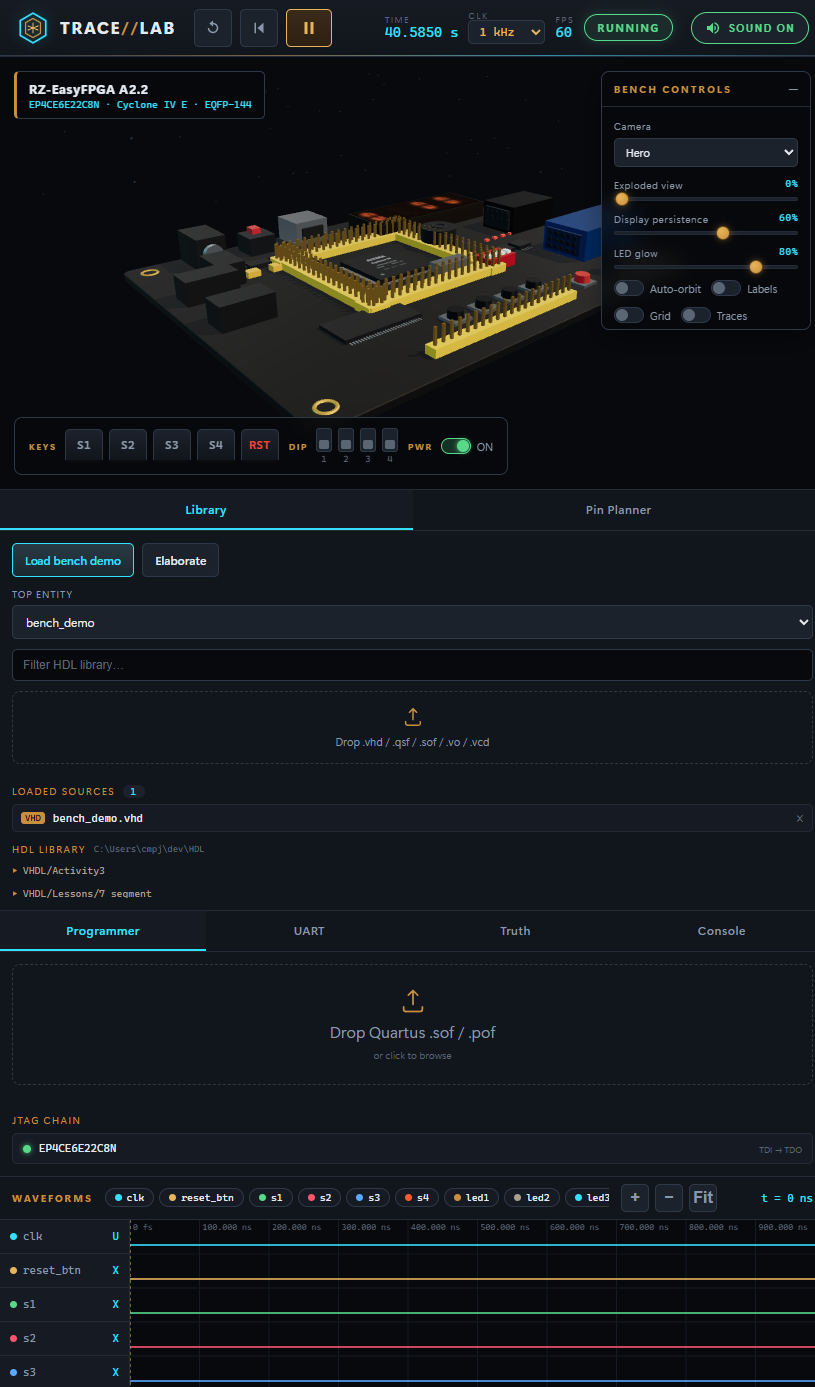 TRACE//LAB
TIME
40.5850 s
CLK
1 kHz
FPS
60
RUNNING
SOUND ON
RZ-EasyFPGA A2.2
EP4CE6E22C8N · Cyclone IV E · EQFP-144
BENCH CONTROLS
Camera
Hero
Exploded view 0%
Display persistence 60%
LED glow 80%
Auto-orbit Labels
Grid Traces
KEYS S1 S2 S3 S4 RST DIP 1 2 3 4 PWR ON
Library Pin Planner
Load bench demo Elaborate
TOP ENTITY
bench_demo
Filter HDL library…
Drop .vhd / .qsf / .sof / .vo / .vcd
LOADED SOURCES 1
VHD bench_demo.vhd x
HDL LIBRARY C:\Users\cmpj\dev\HDL
VHDL/Activity3
VHDL/Lessons/7 segment
Programmer UART Truth Console
Drop Quartus .sof / .pof
or click to browse
JTAG CHAIN
EP4CE6E22C8N TDI → TDO
WAVEFORMS clk reset_btn s1 s2 s3 s4 led1 led2 led3 + − Fit t = 0 ns
0 fs 100.000 ns 200.000 ns 300.000 ns 400.000 ns 500.000 ns 600.000 ns 700.000 ns 800.000 ns 900.000 ns
clk U
reset_btn X
s1 X
s2 X
s3 X